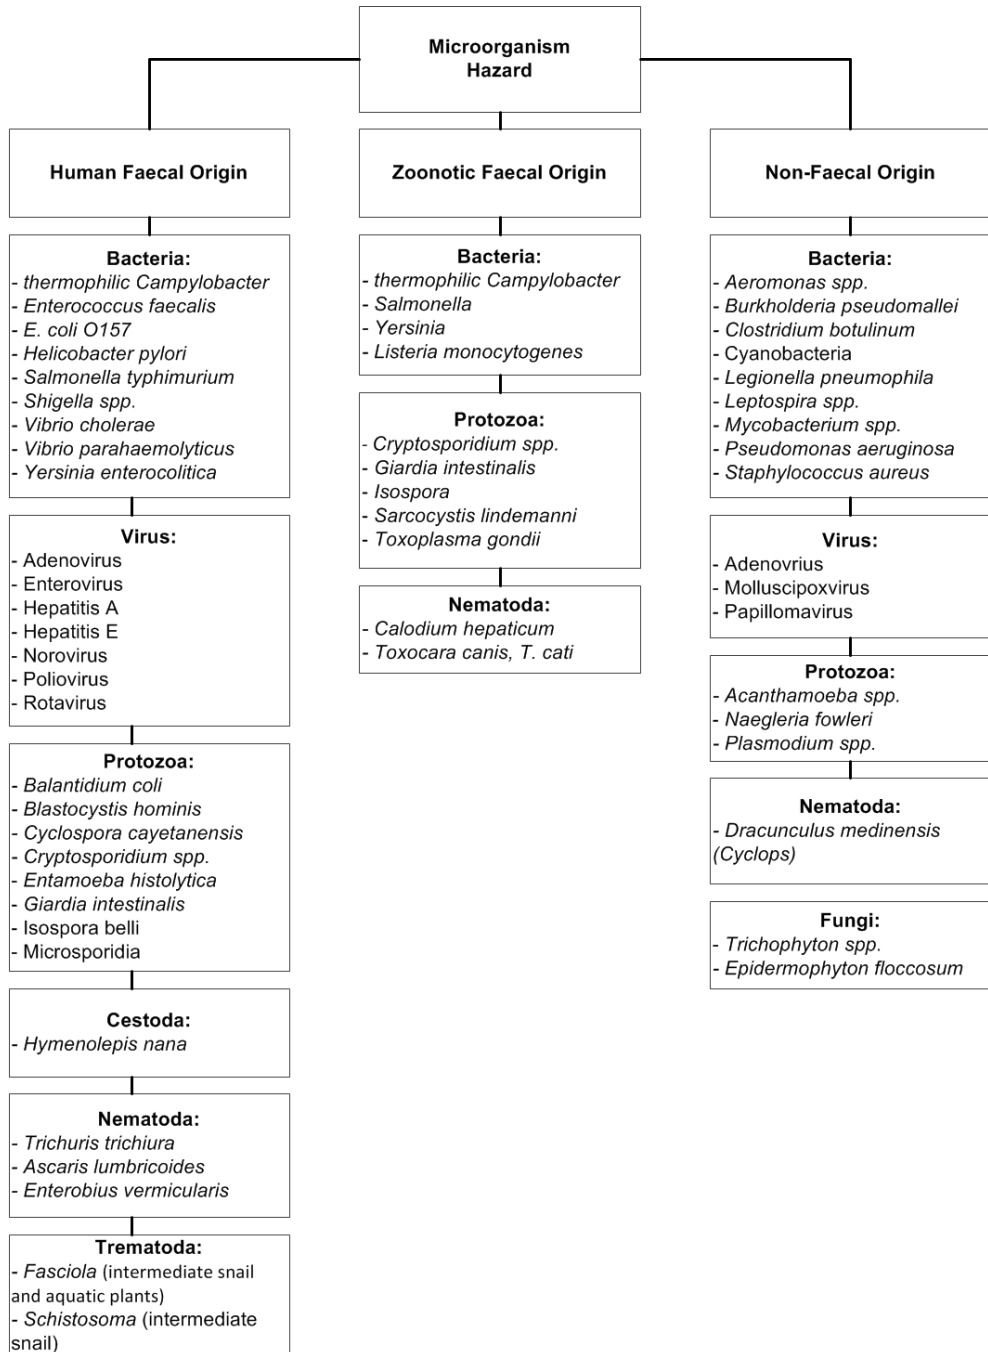 Microorganism
Hazard
Human Faecal Origin
Bacteria:
- thermophilic Campylobacter
- Enterococcus faecalis
- E. coli O157
- Helicobacter pylori
- Salmonella typhimurium
- Shigella spp.
- Vibrio cholerae
- Vibrio parahaemolyticus
- Yersinia enterocolitica
Virus:
- Adenovirus
- Enterovirus
- Hepatitis A
- Hepatitis E
- Norovirus
- Poliovirus
- Rotavirus
Protozoa:
- Balantidium coli
- Blastocystis hominis
- Cyclospora cayetanensis
- Cryptosporidium spp.
- Entamoeba histolytica
- Giardia intestinalis
- Isospora belli
- Microsporidia
Cestoda:
- Hymenolepis nana
Nematoda:
- Trichuris trichiura
- Ascaris lumbricoides
- Enterobius vermicularis
Trematoda:
- Fasciola (intermediate snail
and aquatic plants)
- Schistosoma (intermediate
snail)
Zoonotic Faecal Origin
Bacteria:
- thermophilic Campylobacter
- Salmonella
- Yersinia
- Listeria monocytogenes
Protozoa:
- Cryptosporidium spp.
- Giardia intestinalis
- Isospora
- Sarcocystis lindemanni
- Toxoplasma gondii
Nematoda:
- Calodium hepaticum
- Toxocara canis, T. cati
Non-Faecal Origin
Bacteria:
- Aeromonas spp.
- Burkholderia pseudomallei
- Clostridium botulinum
- Cyanobacteria
- Legionella pneumophila
- Leptospira spp.
- Mycobacterium spp.
- Pseudomonas aeruginosa
- Staphylococcus aureus
Virus:
- Adenovrius
- Molluscipoxvirus
- Papillomavirus
Protozoa:
- Acanthamoeba spp.
- Naegleria fowleri
- Plasmodium spp.
Nematoda:
- Dracunculus medinensis
(Cyclops)
Fungi:
- Trichophyton spp.
- Epidermophyton floccosum